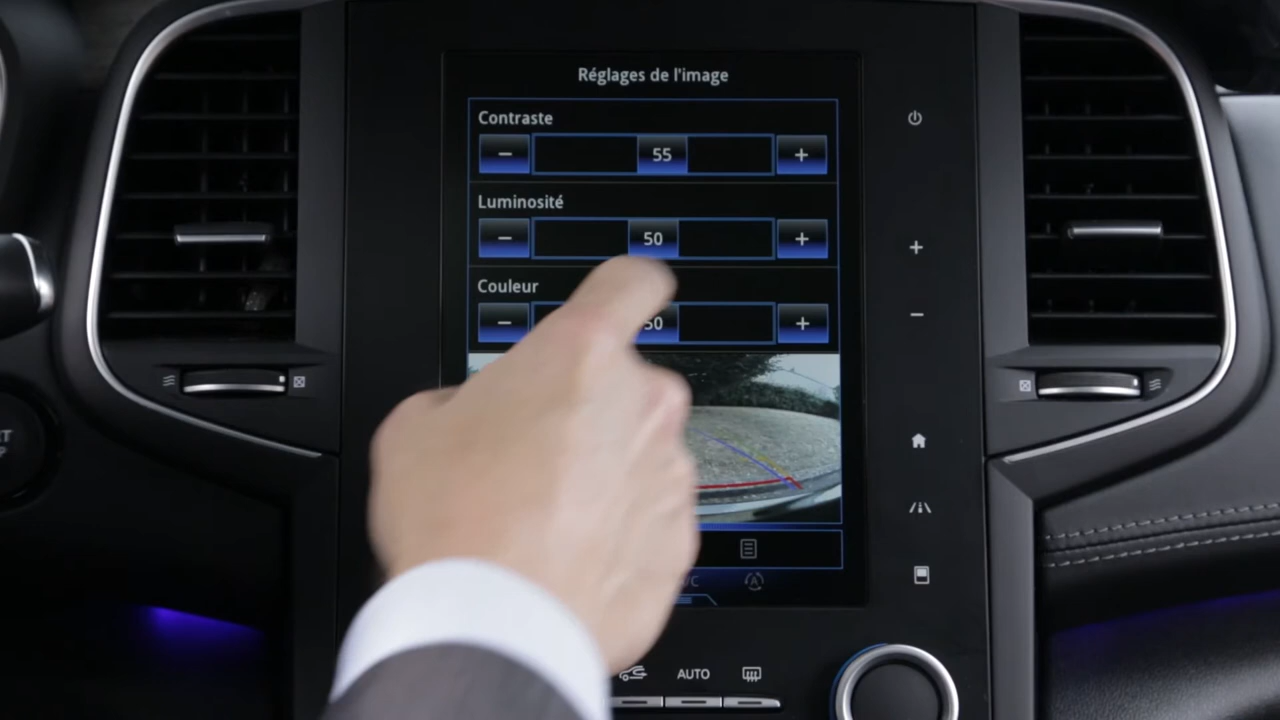 Réglages de l'image
Contraste
− 55 +
Luminosité
− 50 +
Couleur
− 50 +
AUTO